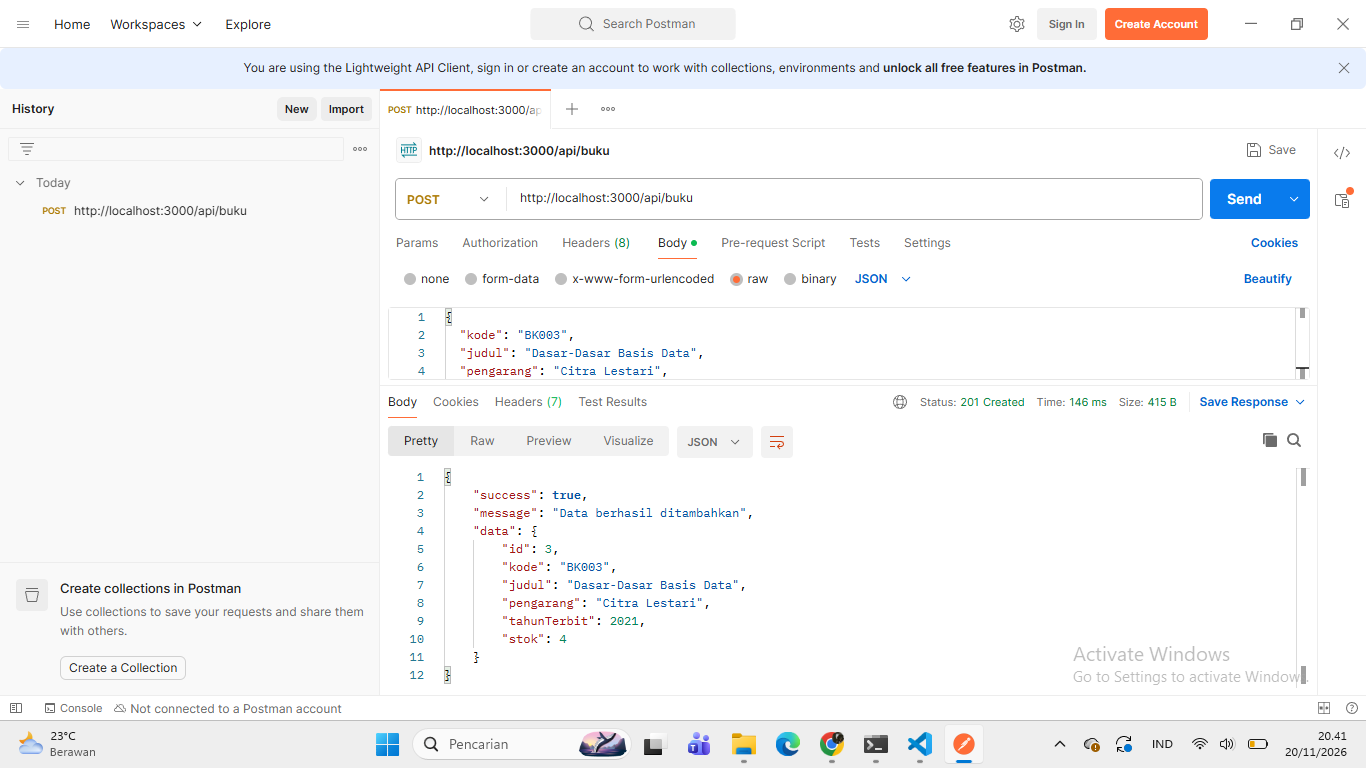 Home Workspaces Explore Search Postman Sign In Create Account
You are using the Lightweight API Client, sign in or create an account to work with collections, environments and unlock all free features in Postman.
History New Import
Today
POST http://localhost:3000/api/buku
Create collections in Postman
Use collections to save your requests and share them
with others.
Create a Collection
POST http://localhost:3000/ap
HTTP http://localhost:3000/api/buku Save
POST http://localhost:3000/api/buku Send
Params Authorization Headers (8) Body Pre-request Script Tests Settings Cookies
none form-data x-www-form-urlencoded raw binary JSON Beautify
1 {
2 "kode": "BK003",
3 "judul": "Dasar-Dasar Basis Data",
4 "pengarang": "Citra Lestari",
Body Cookies Headers (7) Test Results Status: 201 Created Time: 146 ms Size: 415 B Save Response
Pretty Raw Preview Visualize JSON
1 {
2 "success": true,
3 "message": "Data berhasil ditambahkan",
4 "data": {
5 "id": 3,
6 "kode": "BK003",
7 "judul": "Dasar-Dasar Basis Data",
8 "pengarang": "Citra Lestari",
9 "tahunTerbit": 2021,
10 "stok": 4
11 }
12 }
Activate Windows
Go to Settings to activate Windows.
Console Not connected to a Postman account
23°C
Berawan
Pencarian
IND
20.41
20/11/2026